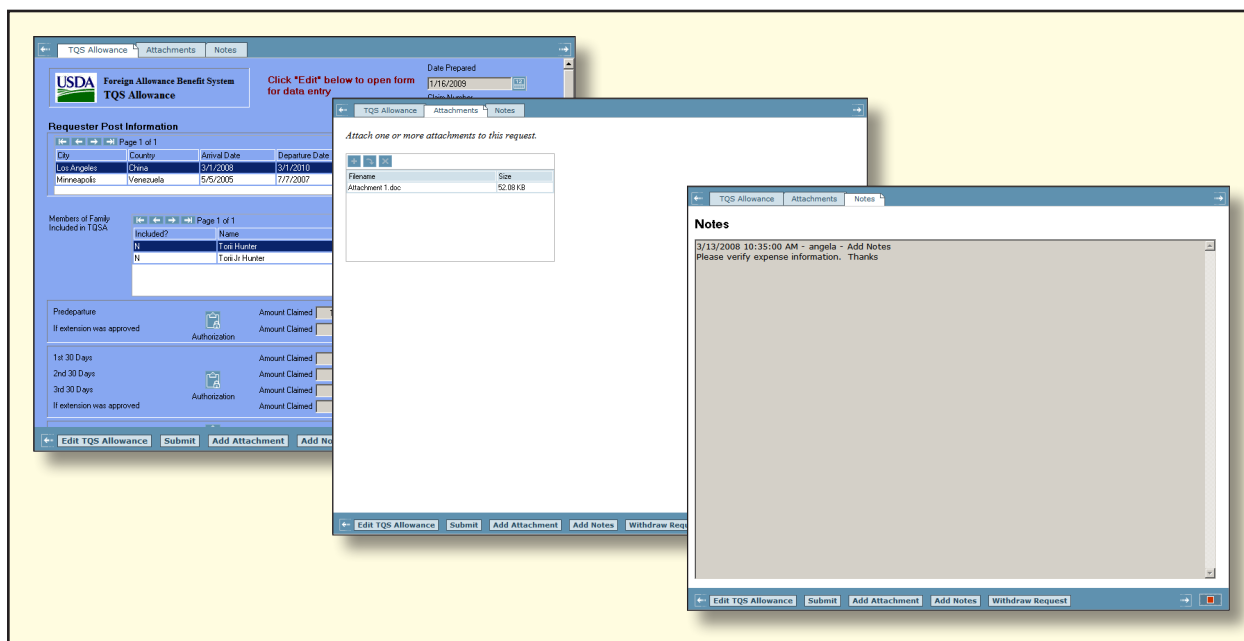 TQS Allowance Attachments Notes
USDA
Foreign Allowance Benefit System
TQS Allowance
Click "Edit" below to open form
for data entry
Date Prepared
1/16/2009
Requester Post Information
Page 1 of 1
City Country Arrival Date Departure Date
Los Angeles China 3/1/2008 3/1/2010
Minneapolis Venezuela 5/5/2005 7/7/2007
Members of Family
Included in TQSA
Page 1 of 1
Included? Name
N Torii Hunter
N Torii Jr Hunter
Predeparture Amount Claimed
If extension was approved Amount Claimed
Authorization
1st 30 Days Amount Claimed
2nd 30 Days Amount Claimed
3rd 30 Days Amount Claimed
Authorization
If extension was approved Amount Claimed
Edit TQS Allowance Submit Add Attachment Add No
TQS Allowance Attachments Notes
Attach one or more attachments to this request.
Filename Size
Attachment 1.doc 52.08 KB
Edit TQS Allowance Submit Add Attachment Add Notes Withdraw Requ
TQS Allowance Attachments Notes
Notes
3/13/2008 10:35:00 AM - angela - Add Notes
Please verify expense information. Thanks
Edit TQS Allowance Submit Add Attachment Add Notes Withdraw Request